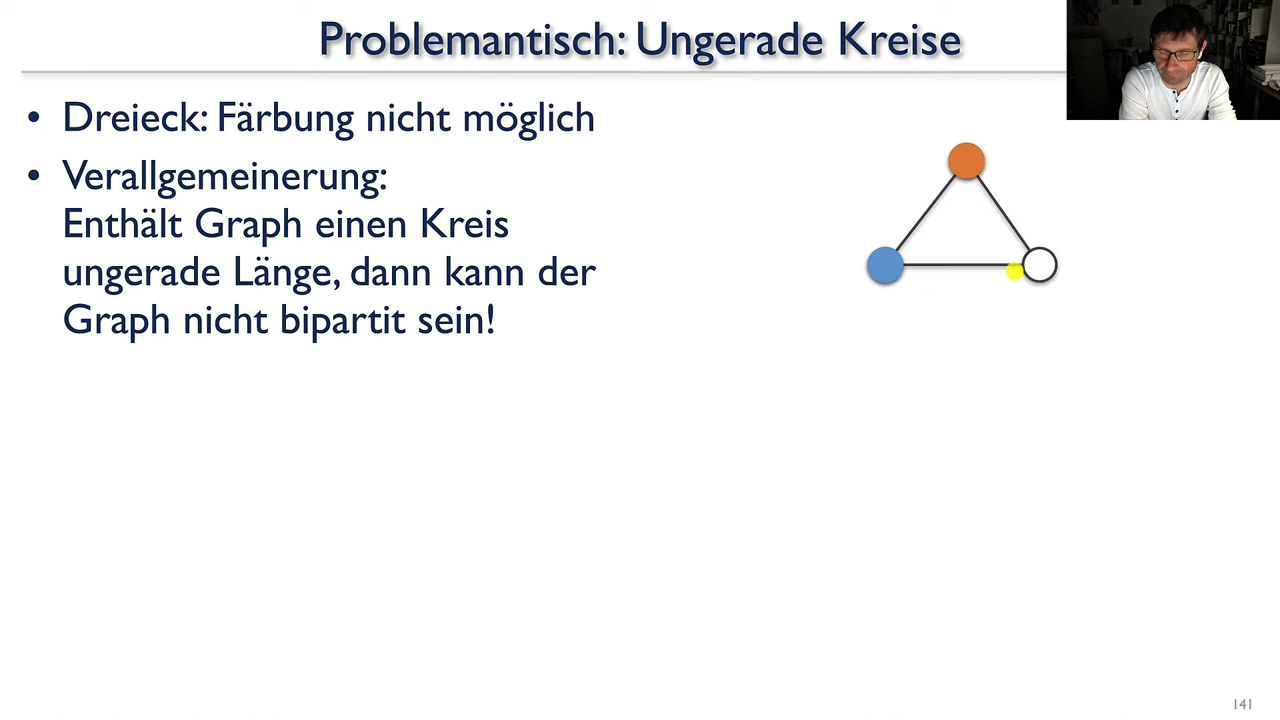 Problemantisch: Ungerade Kreise
• Dreieck: Färbung nicht möglich
• Verallgemeinerung:
Enthält Graph einen Kreis
ungerade Länge, dann kann der
Graph nicht bipartit sein!
141